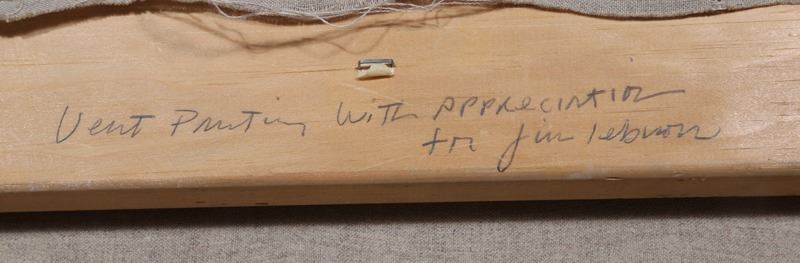 Vent Painting With Appreciation
for Jim Lebron